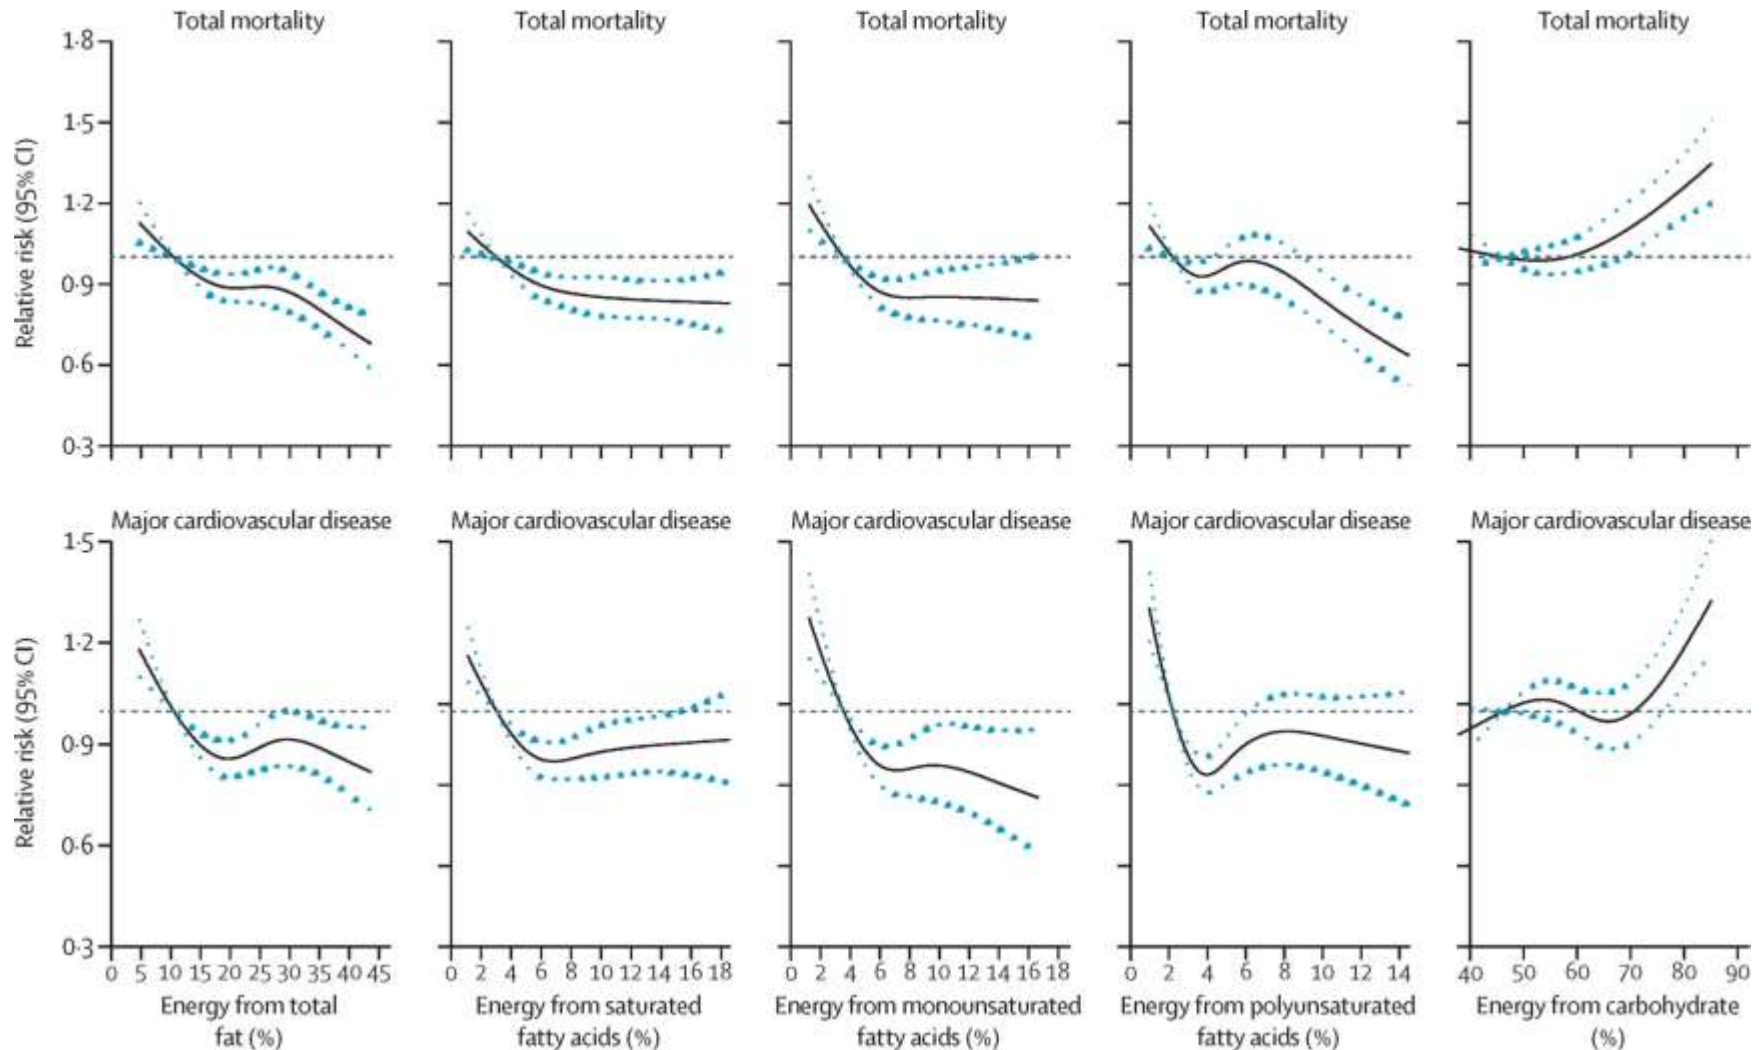 Total mortality Total mortality Total mortality Total mortality Total mortality
1·8
1·5
1·2
0·9
0·6
0·3
Relative risk (95% CI)
Major cardiovascular disease Major cardiovascular disease Major cardiovascular disease Major cardiovascular disease Major cardiovascular disease
1·5
1·2
0·9
0·6
0·3
Relative risk (95% CI)
0 5 10 15 20 25 30 35 40 45 0 2 4 6 8 10 12 14 16 18 0 2 4 6 8 10 12 14 16 18 0 2 4 6 8 10 12 14 40 50 60 70 80 90
Energy from total Energy from saturated Energy from monounsaturated Energy from polyunsaturated Energy from carbohydrate
fat (%) fatty acids (%) fatty acids (%) fatty acids (%) (%)